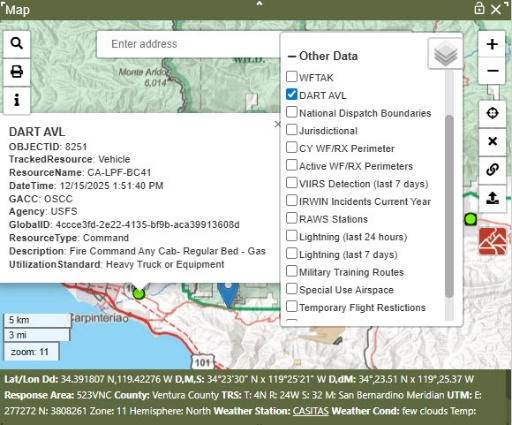 Map
Enter address
WILD.
Monte Arido
6,014
Other Data
WFTAK
DART AVL
National Dispatch Boundaries
Jurisdictional
CY WF/RX Perimeter
Active WF/RX Perimeters
VIIRS Detection (last 7 days)
IRWIN Incidents Current Year
RAWS Stations
Lightning (last 24 hours)
Lightning (last 7 days)
Military Training Routes
Special Use Airspace
Temporary Flight Restictions
DART AVL
OBJECTID: 8251
TrackedResource: Vehicle
ResourceName: CA-LPF-BC41
DateTime: 12/15/2025 1:51:40 PM
GACC: OSCC
Agency: USFS
GlobalID: 4ccce3fd-2e22-4135-bf9b-aca39913608d
ResourceType: Command
Description: Fire Command Any Cab- Regular Bed - Gas
UtilizationStandard: Heavy Truck or Equipment
Carpinteria
101
5 km
3 mi
zoom: 11
Lat/Lon Dd: 34.391807 N,119.42276 W D,M,S: 34°23'30" N x 119°25'21" W D,dM: 34°,23.51 N x 119°,25.37 W
Response Area: 523VNC County: Ventura County TRS: T: 4N R: 24W S: 32 M: San Bernardino Meridian UTM: E:
277272 N: 3808261 Zone: 11 Hemisphere: North Weather Station: CASITAS Weather Cond: few clouds Temp: